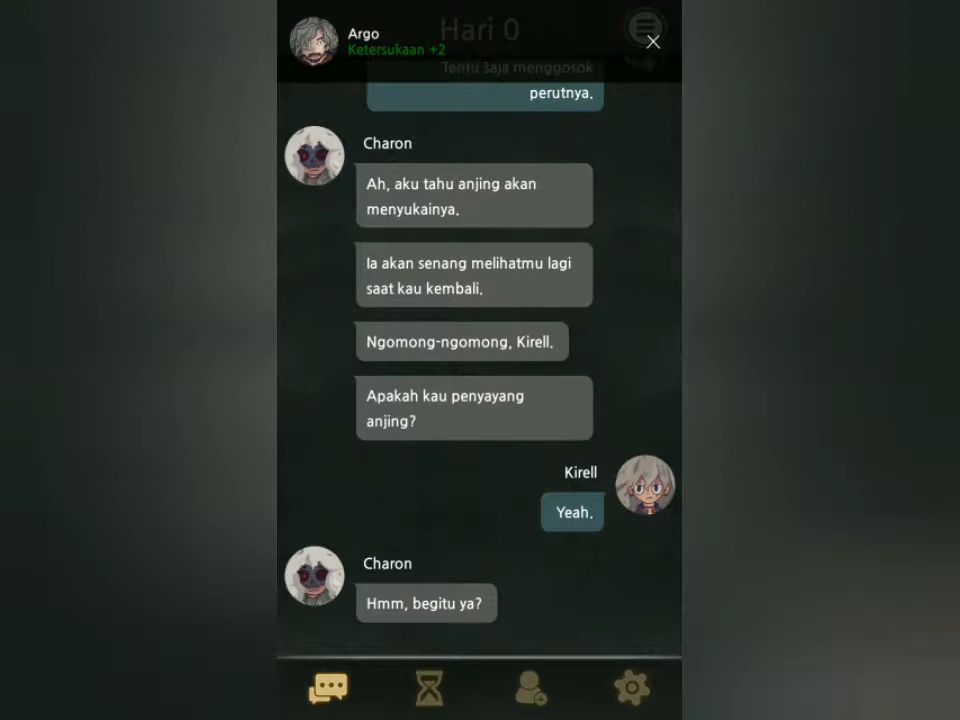 Argo
Ketersukaan +2
Hari 0
Tentu saja menggosok
perutnya.
Charon
Ah, aku tahu anjing akan
menyukainya.
Ia akan senang melihatmu lagi
saat kau kembali.
Ngomong-ngomong, Kirell.
Apakah kau penyayang
anjing?
Kirell
Yeah.
Charon
Hmm, begitu ya?